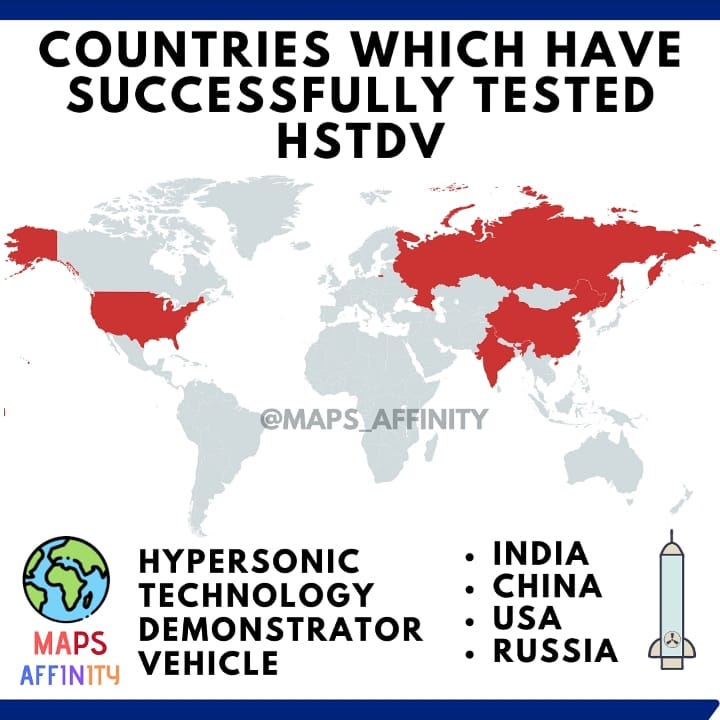 COUNTRIES WHICH HAVE
SUCCESSFULLY TESTED
HSTDV
@MAPS_AFFINITY
HYPERSONIC
TECHNOLOGY
DEMONSTRATOR
VEHICLE
• INDIA
• CHINA
• USA
• RUSSIA
MAPS
AFFINITY